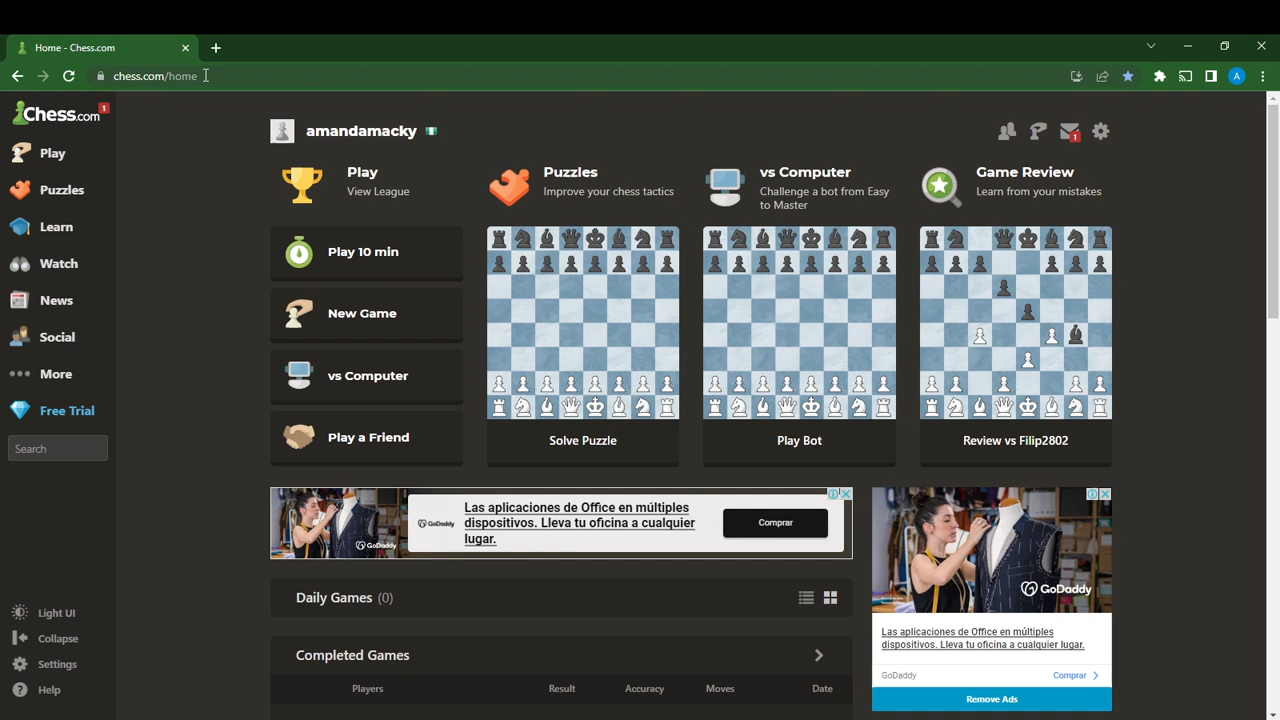 Home - Chess.com
chess.com/home
A
Chess.com
1
Play
Puzzles
Learn
Watch
News
Social
More
Free Trial
Search
Light UI
Collapse
Settings
Help
amandamacky
1
Play
View League
Puzzles
Improve your chess tactics
vs Computer
Challenge a bot from Easy
to Master
Game Review
Learn from your mistakes
Play 10 min
New Game
vs Computer
Play a Friend
Solve Puzzle
Play Bot
Review vs Filip2802
GoDaddy
GoDaddy
Las aplicaciones de Office en múltiples
dispositivos. Lleva tu oficina a cualquier
lugar.
Comprar
GoDaddy
Las aplicaciones de Office en múltiples
dispositivos. Lleva tu oficina a cualquier lugar.
GoDaddy
Comprar
Remove Ads
Daily Games (0)
Completed Games
Players Result Accuracy Moves Date